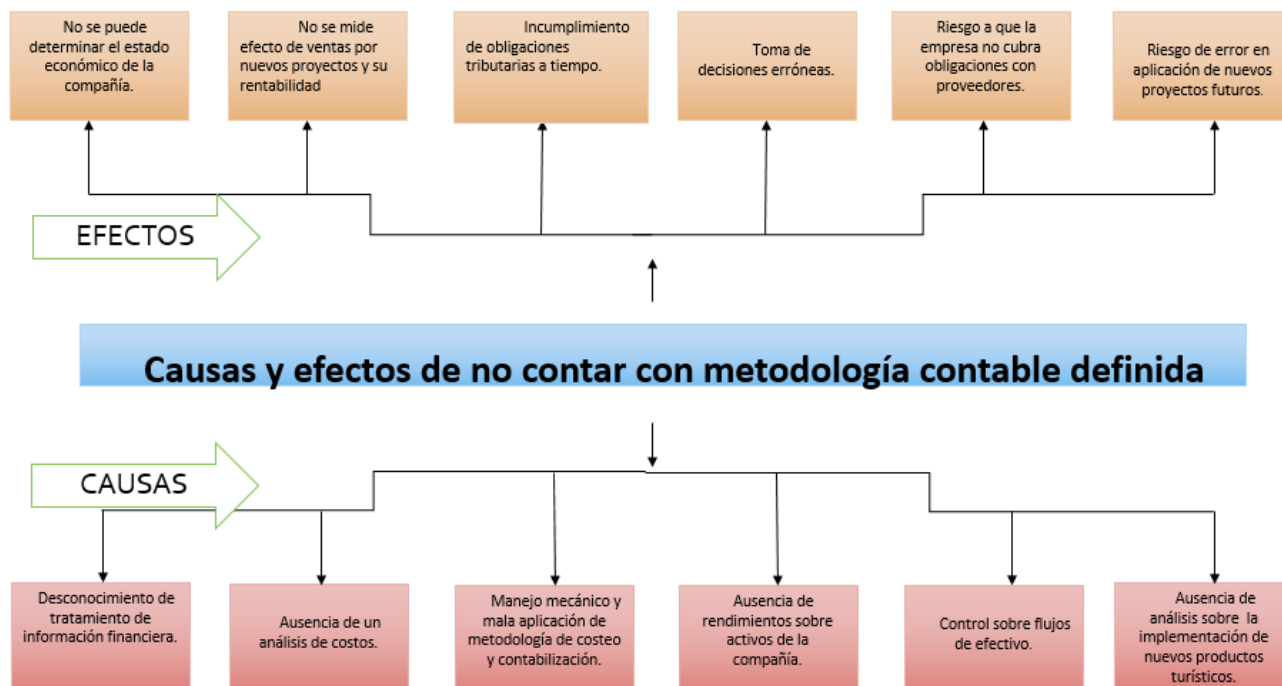 No se puede
determinar el estado
económico de la
compañía.
No se mide
efecto de ventas por
nuevos proyectos y su
rentabilidad
Incumplimiento
de obligaciones
tributarias a tiempo.
Toma de
decisiones erróneas.
Riesgo a que la
empresa no cubra
obligaciones con
proveedores.
Riesgo de error en
aplicación de nuevos
proyectos futuros.
EFECTOS
Causas y efectos de no contar con metodología contable definida
CAUSAS
Desconocimiento de
tratamiento de
información financiera.
Ausencia de un
análisis de costos.
Manejo mecánico y
mala aplicación de
metodología de costeo
y contabilización.
Ausencia de
rendimientos sobre
activos de la
compañía.
Control sobre flujos
de efectivo.
Ausencia de
análisis sobre la
implementación de
nuevos productos
turísticos.